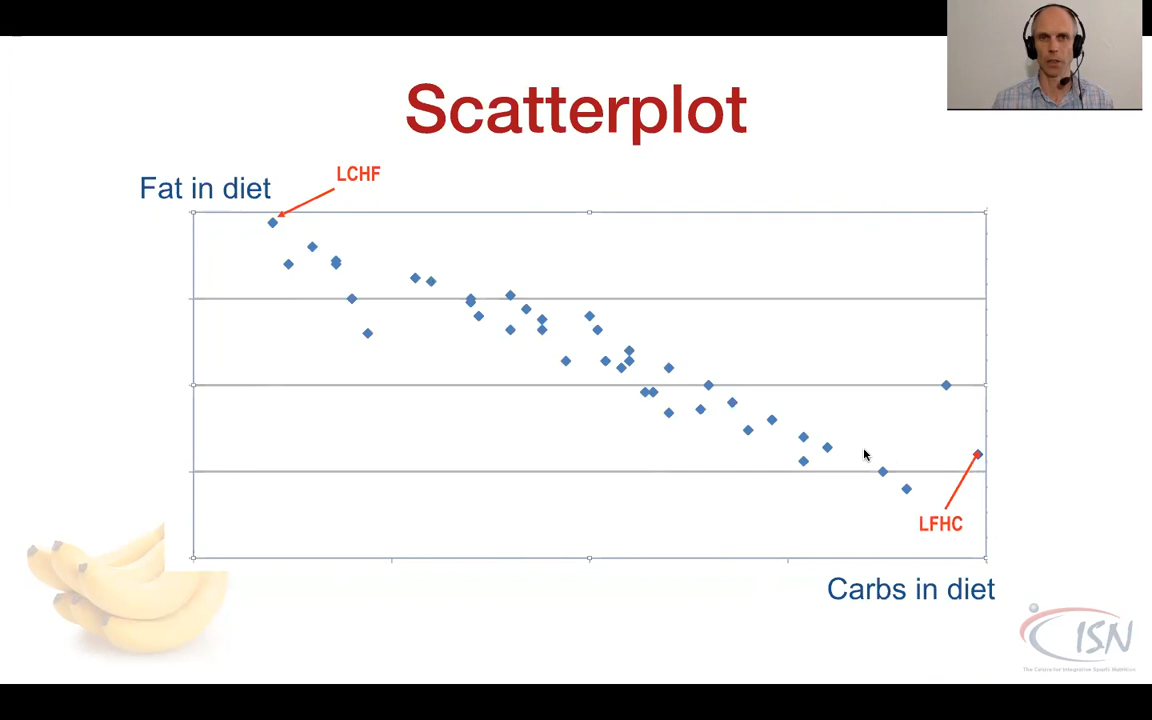 Scatterplot
LCHF
Fat in diet
LFHC
Carbs in diet
ISN